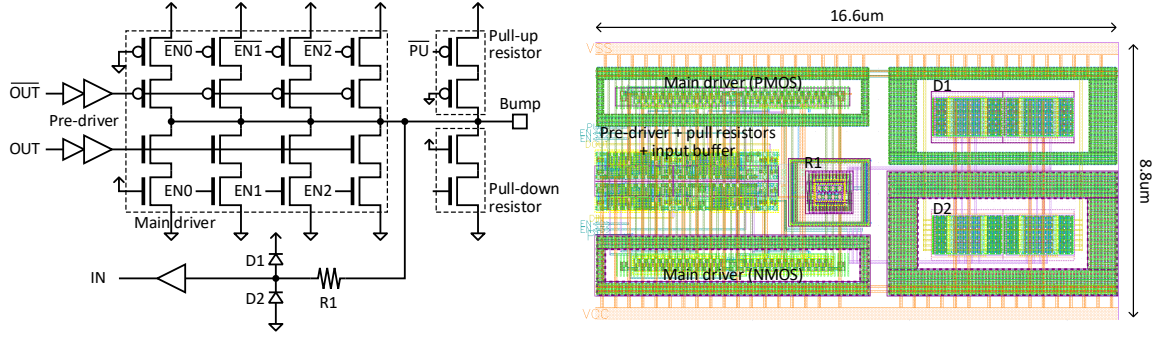 EN0
EN1
EN2
PU
Pull-up
resistor
OUT
Pre-driver
Bump
OUT
EN0
EN1
EN2
Pull-down
resistor
Main driver
D1
IN
D2
R1
16.6um
VSS
Main driver (PMOS)
D1
Pre-driver + pull resistors
+ input buffer
R1
8.8um
D2
Main driver (NMOS)
VCC